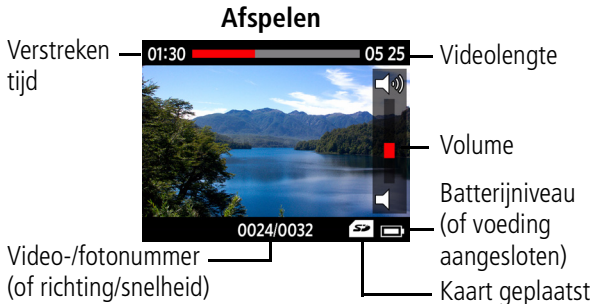 Afspelen
Verstreken
tijd
01:30
05 25
Videolengte
Volume
Batterijniveau
(of voeding
aangesloten)
0024/0032
SD
Video-/fotonummer
(of richting/snelheid)
Kaart geplaatst